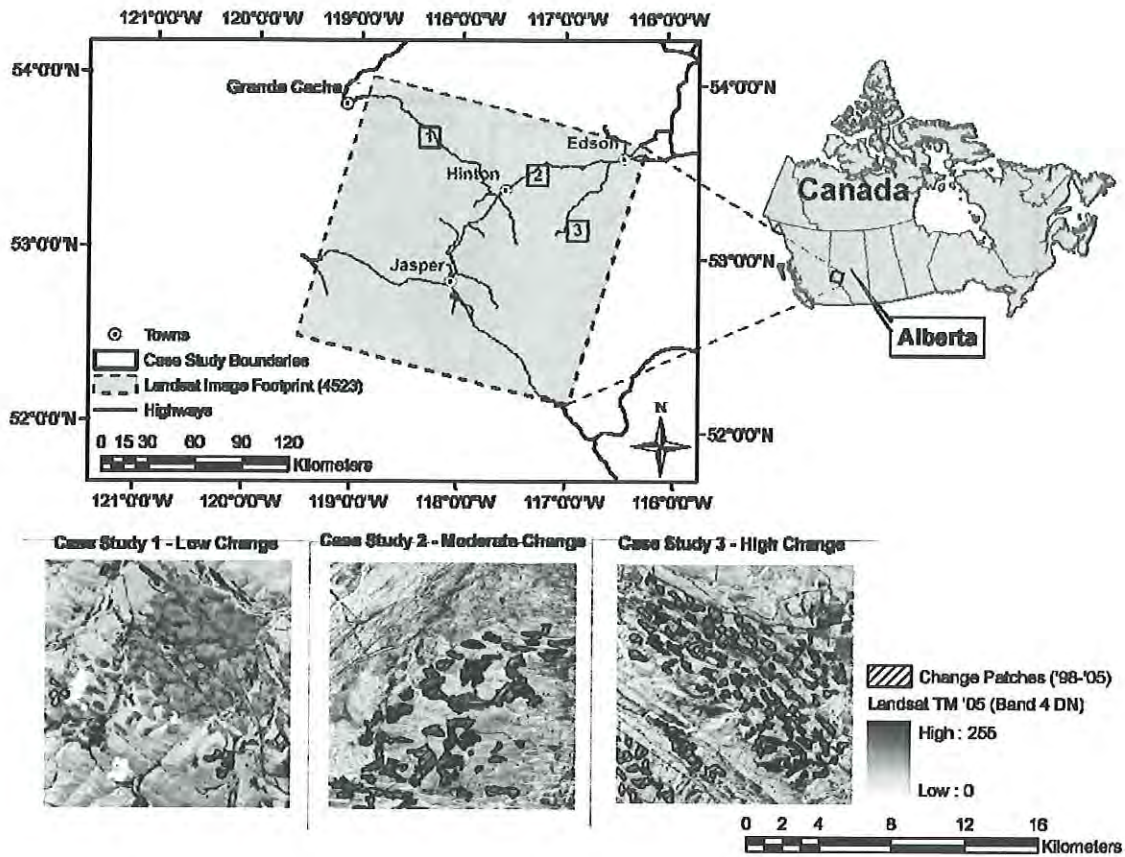 121°0'0"W 120°0'0"W 119°0'0"W 118°0'0"W 117°0'0"W 116°0'0"W
54°0'0"N
54°0'0"N
Grande Cache
1
Edson
Hinton
2
3
53°0'0"N
53°0'0"N
Jasper
Canada
Alberta
Towns
Case Study Boundaries
Landsat Image Footprint (4523)
Highways
52°0'0"N
52°0'0"N
N
0 15 30 60 90 120
Kilometers
121°0'0"W 120°0'0"W 119°0'0"W 118°0'0"W 117°0'0"W 116°0'0"W
Case Study 1 - Low Change
Case Study 2 - Moderate Change
Case Study 3 - High Change
Change Patches ('98-'05)
Landsat TM '05 (Band 4 DN)
High : 255
Low : 0
0 2 4 8 12 16
Kilometers